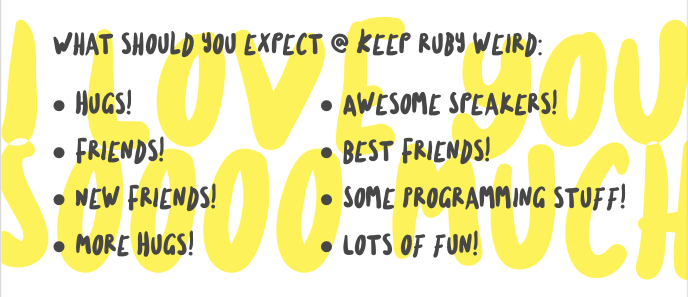 WHAT SHOULD YOU EXPECT @ KEEP RUBY WEIRD:
• HUGS!
• FRIENDS!
• NEW FRIENDS!
• MORE HUGS!
• AWESOME SPEAKERS!
• BEST FRIENDS!
• SOME PROGRAMMING STUFF!
• LOTS OF FUN!
I LOVE YOU
SOOOO MUCH